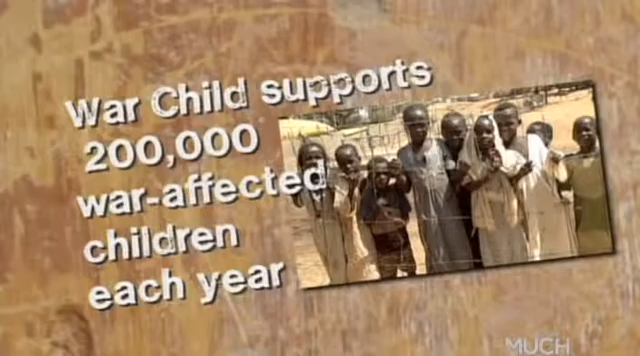 War Child supports
200,000
war-affected
children
each year
MUCH